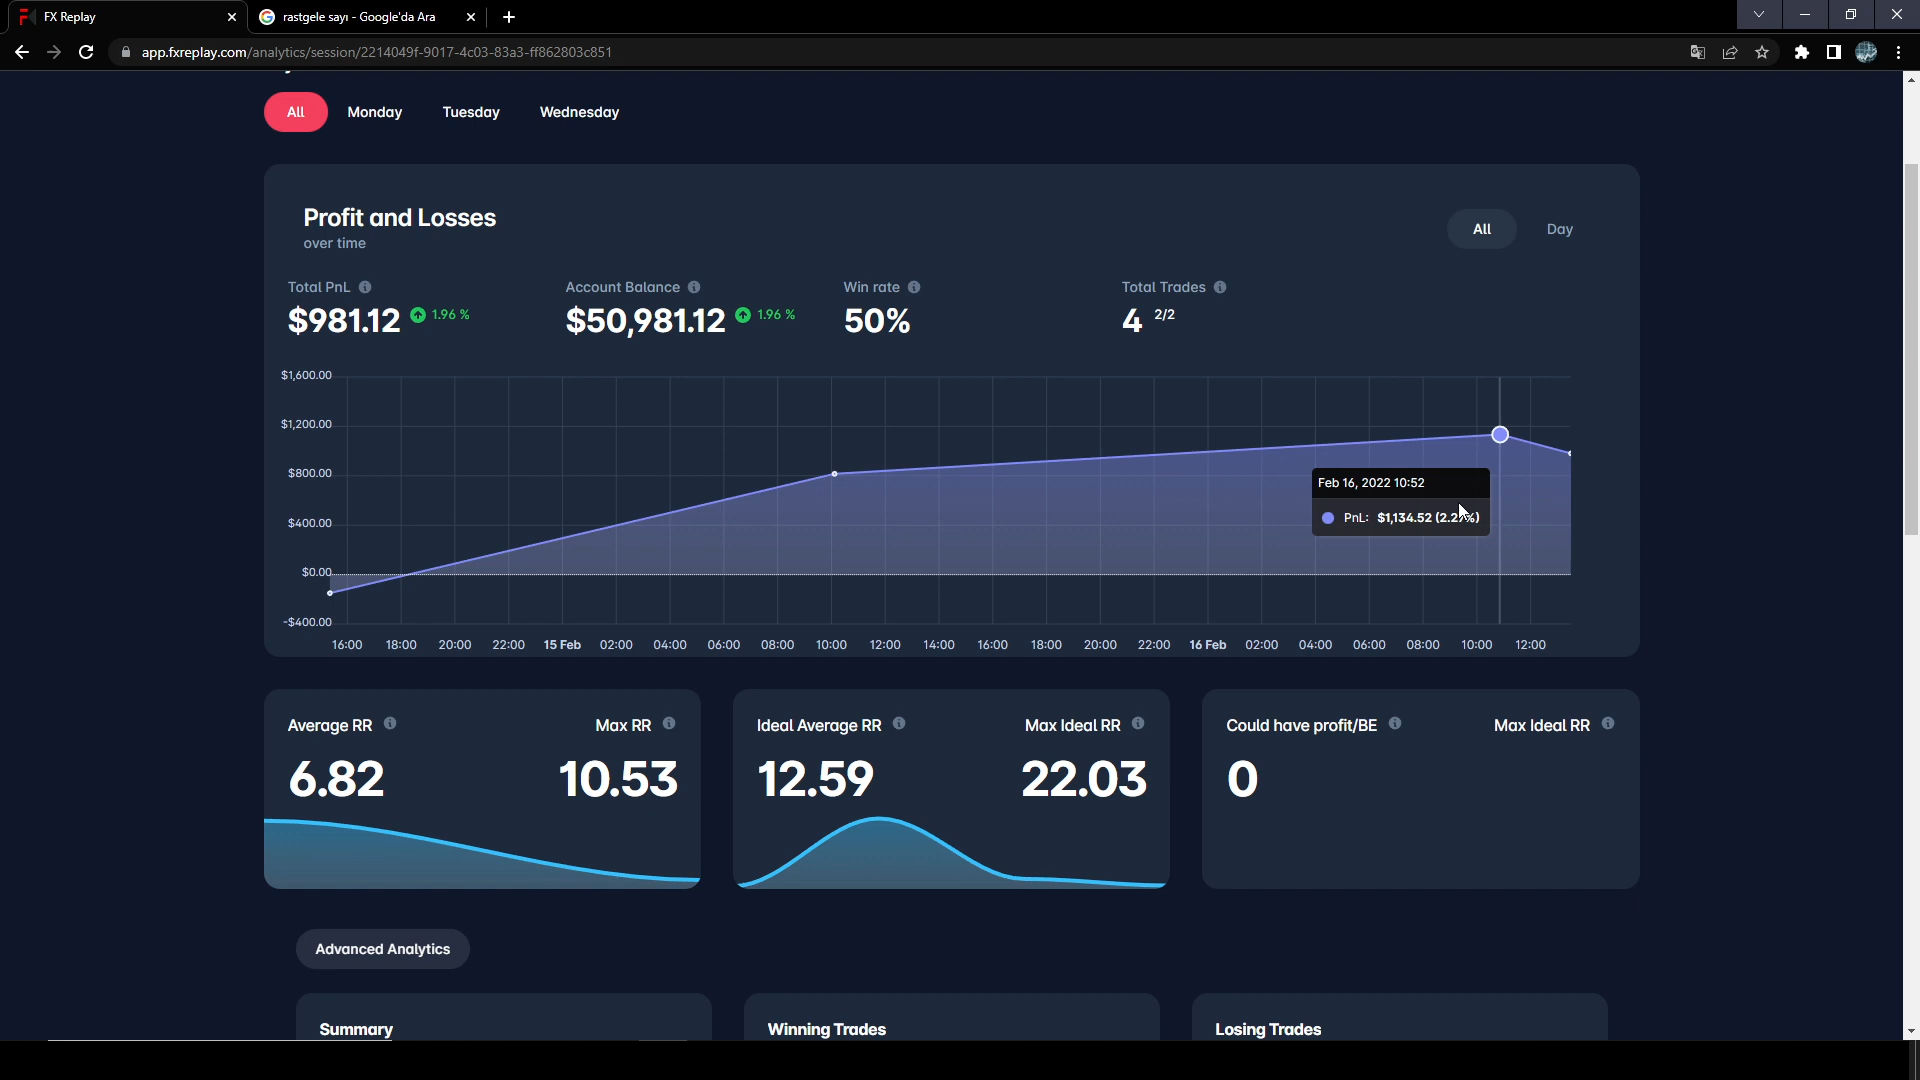 FX Replay
rastgele sayı - Google'da Ara
app.fxreplay.com/analytics/session/2214049f-9017-4c03-83a3-ff862803c851
All Monday Tuesday Wednesday
Profit and Losses
over time
All Day
Total PnL Account Balance Win rate Total Trades
$981.12 1.96 % $50,981.12 1.96 % 50% 4 2/2
$1,600.00
$1,200.00
$800.00
$400.00
$0.00
-$400.00
Feb 16, 2022 10:52
PnL: $1,134.52
16:00 18:00 20:00 22:00 15 Feb 02:00 04:00 06:00 08:00 10:00 12:00 14:00 16:00 18:00 20:00 22:00 16 Feb 02:00 04:00 06:00 08:00 10:00 12:00
Average RR Max RR Ideal Average RR Max Ideal RR Could have profit/BE Max Ideal RR
6.82 10.53 12.59 22.03 0
Advanced Analytics
Summary Winning Trades Losing Trades